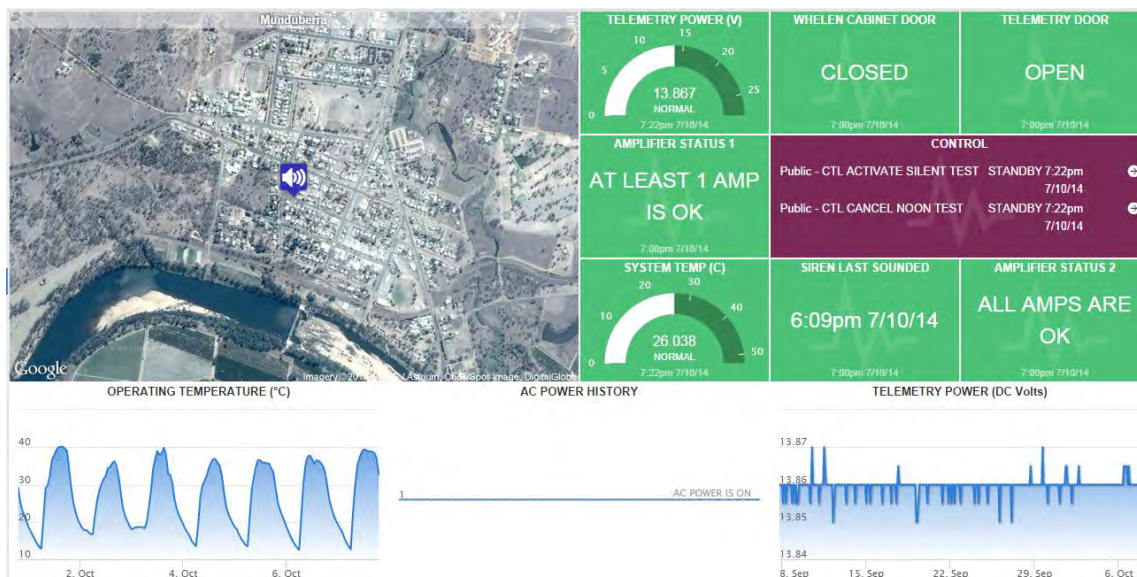 Munduberra
Google
Imagery ©20
TELEMETRY POWER (V)
0
5
10
15
20
25
13.867
NORMAL
7:22pm 7/10/14
WHELEN CABINET DOOR
CLOSED
7:00pm 7/10/14
TELEMETRY DOOR
OPEN
7:00pm 7/10/14
AMPLIFIER STATUS 1
AT LEAST 1 AMP
IS OK
7:00pm 7/10/14
CONTROL
Public - CTL ACTIVATE SILENT TEST STANDBY 7:22pm
7/10/14
Public - CTL CANCEL NOON TEST STANDBY 7:22pm
7/10/14
SYSTEM TEMP (C)
0
10
20
30
40
50
26.038
NORMAL
7:22pm 7/10/14
SIREN LAST SOUNDED
6:09pm 7/10/14
7:00pm 7/10/14
AMPLIFIER STATUS 2
ALL AMPS ARE
OK
7:00pm 7/10/14
OPERATING TEMPERATURE (°C)
40
30
20
10
2. Oct
4. Oct
6. Oct
AC POWER HISTORY
1
AC POWER IS ON
TELEMETRY POWER (DC Volts)
13.87
13.86
13.85
13.84
8. Sep
15. Sep
22. Sep
29. Sep
6. Oct